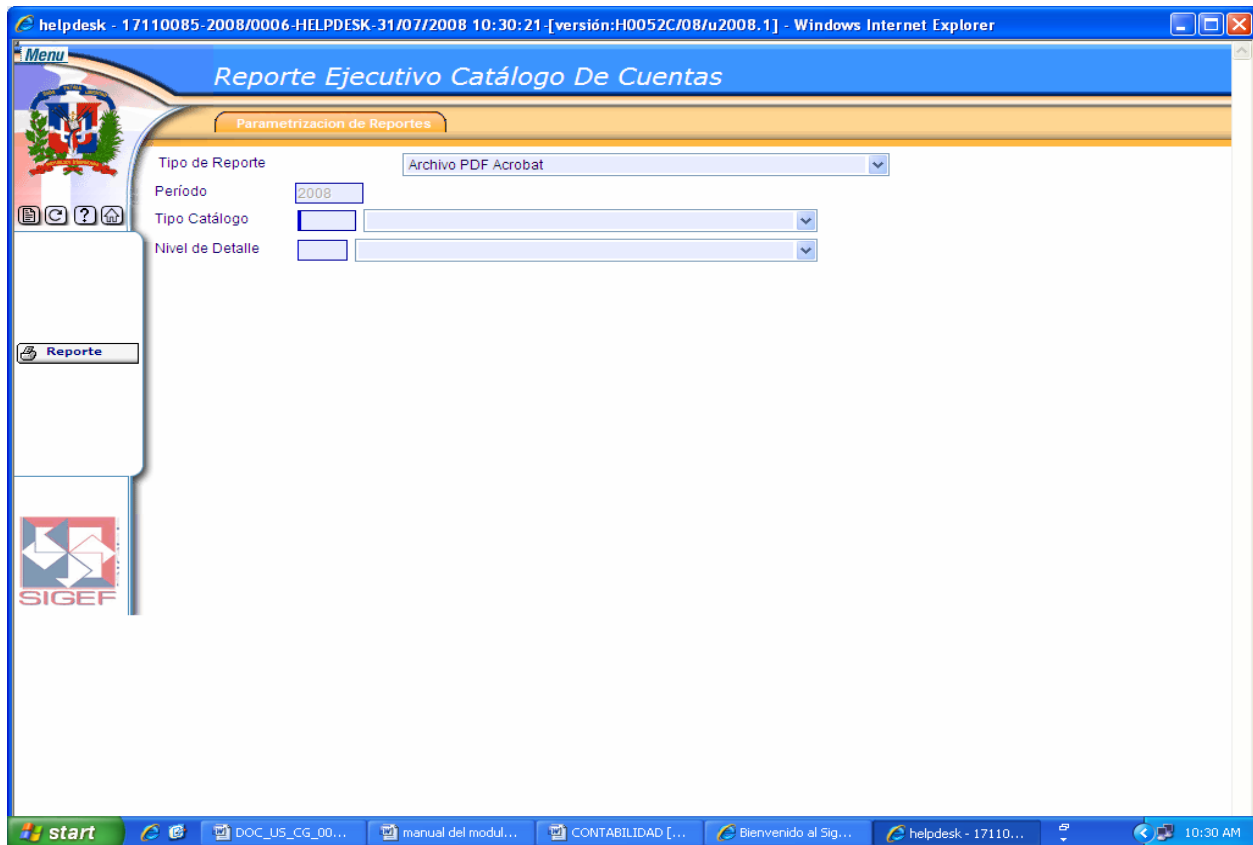 helpdesk - 17110085-2008/0006-HELPDESK-31/07/2008 10:30:21-[versión:H0052C/08/u2008.1] - Windows Internet Explorer
Menu
Reporte Ejecutivo Catálogo De Cuentas
Parametrizacion de Reportes
Tipo de Reporte Archivo PDF Acrobat
Período 2008
Tipo Catálogo
Nivel de Detalle
Reporte
SIGEF
start DOC_US_CG_00... manual del modul... CONTABILIDAD [... Bienvenido al Sig... helpdesk - 17110... 10:30 AM